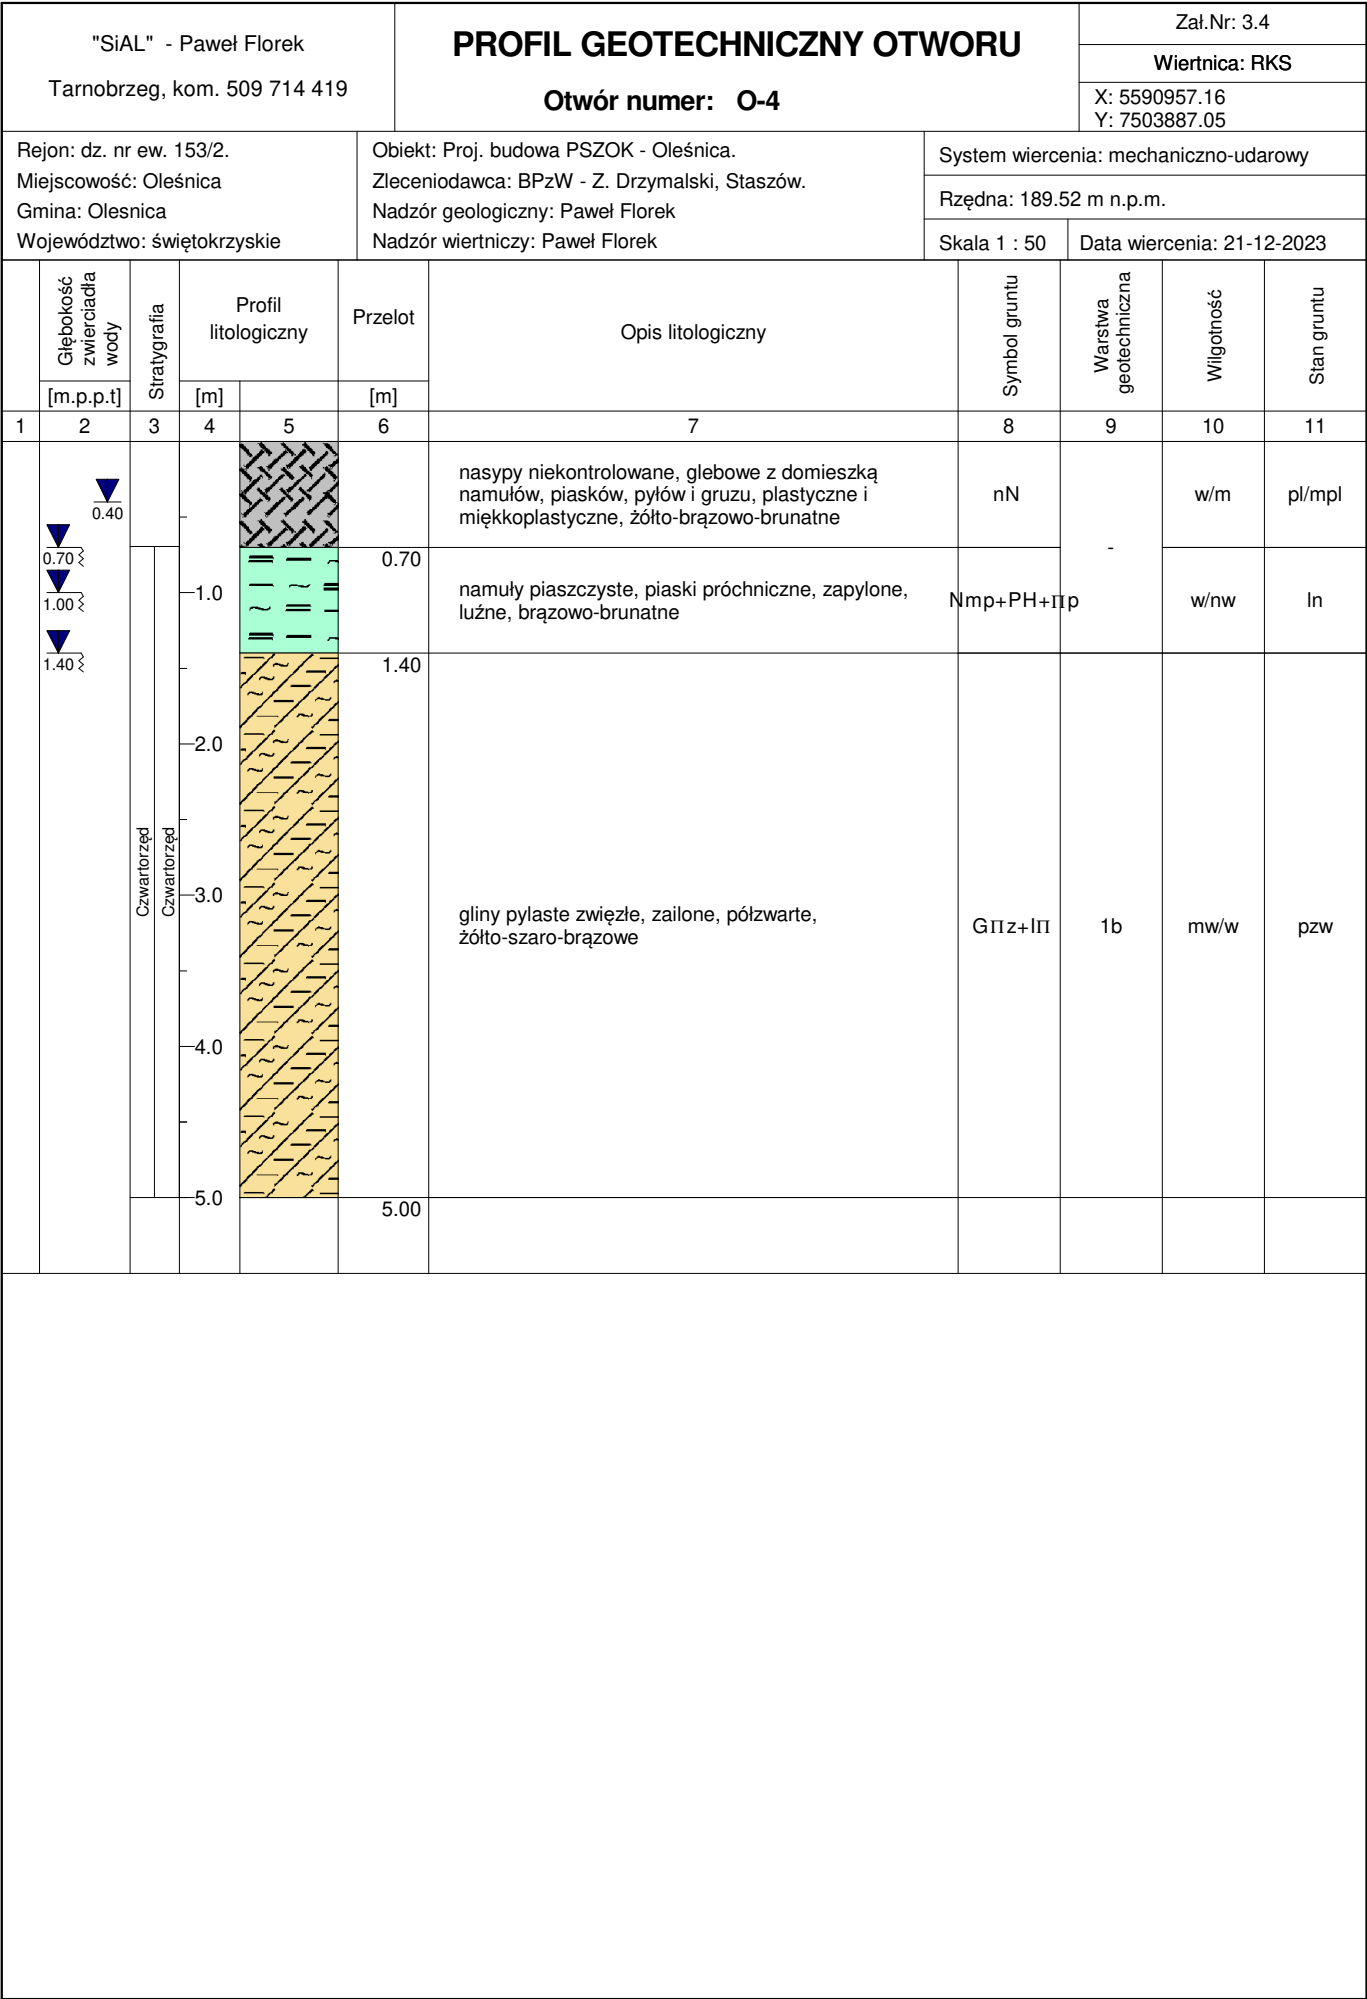 "SiAL" - Paweł Florek
Tarnobrzeg, kom. 509 714 419
PROFIL GEOTECHNICZNY OTWORU
Otwór numer: O-4
Zał.Nr: 3.4
Wiertnica: RKS
X: 5590957.16
Y: 7503887.05
Rejon: dz. nr ew. 153/2.
Miejscowość: Oleśnica
Gmina: Olesnica
Województwo: świętokrzyskie
Obiekt: Proj. budowa PSZOK - Oleśnica.
Zleceniodawca: BPzW - Z. Drzymalski, Staszów.
Nadzór geologiczny: Paweł Florek
Nadzór wiertniczy: Paweł Florek
System wiercenia: mechaniczno-udarowy
Rzędna: 189.52 m n.p.m.
Skala 1 : 50
Data wiercenia: 21-12-2023
Głębokość
zwierciadła
wody
[m.p.p.t]
Stratygrafia
Profil
litologiczny
[m]
Przelot
[m]
Opis litologiczny
Symbol gruntu
Warstwa
geotechniczna
Wilgotność
Stan gruntu
1 2 3 4 5 6 7 8 9 10 11
0.40
0.70
1.00
1.40
Czwartorzęd
Czwartorzęd
1.0
2.0
3.0
4.0
5.0
nasypy niekontrolowane, glebowe z domieszką
namułów, piasków, pyłów i gruzu, plastyczne i
miękkoplastyczne, żółto-brązowo-brunatne
nN
-
w/m
pl/mpl
0.70
namuły piaszczyste, piaski próchniczne, zapylone,
luźne, brązowo-brunatne
Nmp+PH+Πp
w/nw
ln
1.40
gliny pylaste zwięzłe, zailone, półzwarte,
żółto-szaro-brązowe
GΠz+IΠ
1b
mw/w
pzw
5.00